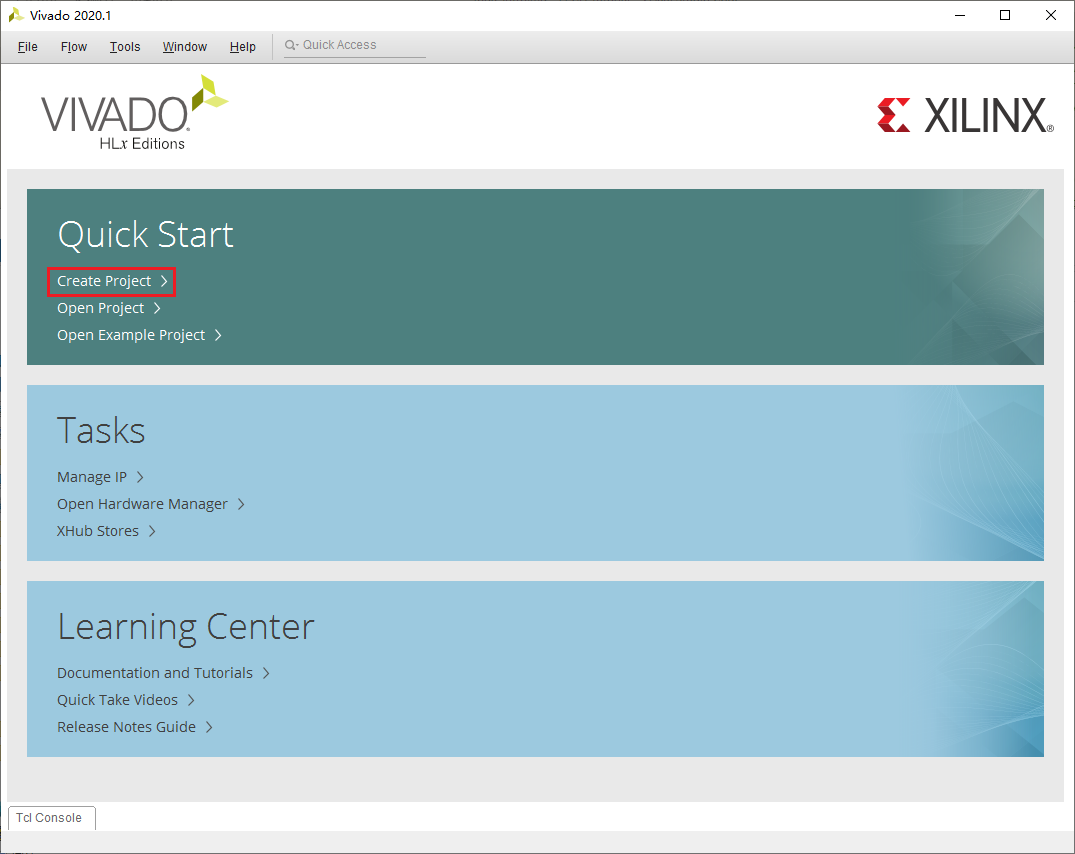 Vivado 2020.1
File Flow Tools Window Help Quick Access
VIVADO®
HLx Editions
XILINX®
Quick Start
Create Project >
Open Project >
Open Example Project >
Tasks
Manage IP >
Open Hardware Manager >
XHub Stores >
Learning Center
Documentation and Tutorials >
Quick Take Videos >
Release Notes Guide >
Tcl Console